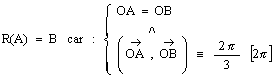 OA = OB
R(A) = B car : ^
(OA→ , OB→) ≡ 2π/3 [2π]